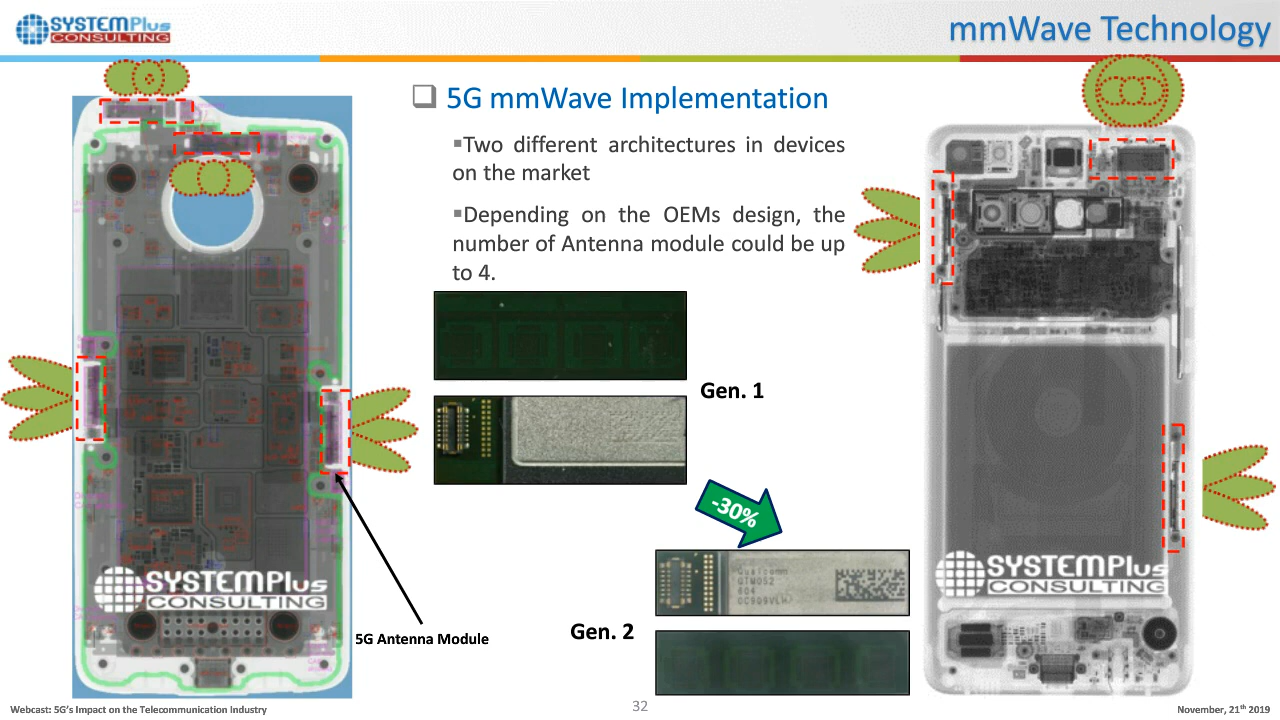 SYSTEMPlus
CONSULTING
mmWave Technology
5G mmWave Implementation
Two different architectures in devices
on the market
Depending on the OEMs design, the
number of Antenna module could be up
to 4.
Gen. 1
-30%
Qualcomm
QTM052
604
CC909VLH
Gen. 2
5G Antenna Module
SYSTEMPlus
CONSULTING
SYSTEMPlus
CONSULTING
Webcast: 5G's Impact on the Telecommunication Industry
32
November, 21th 2019